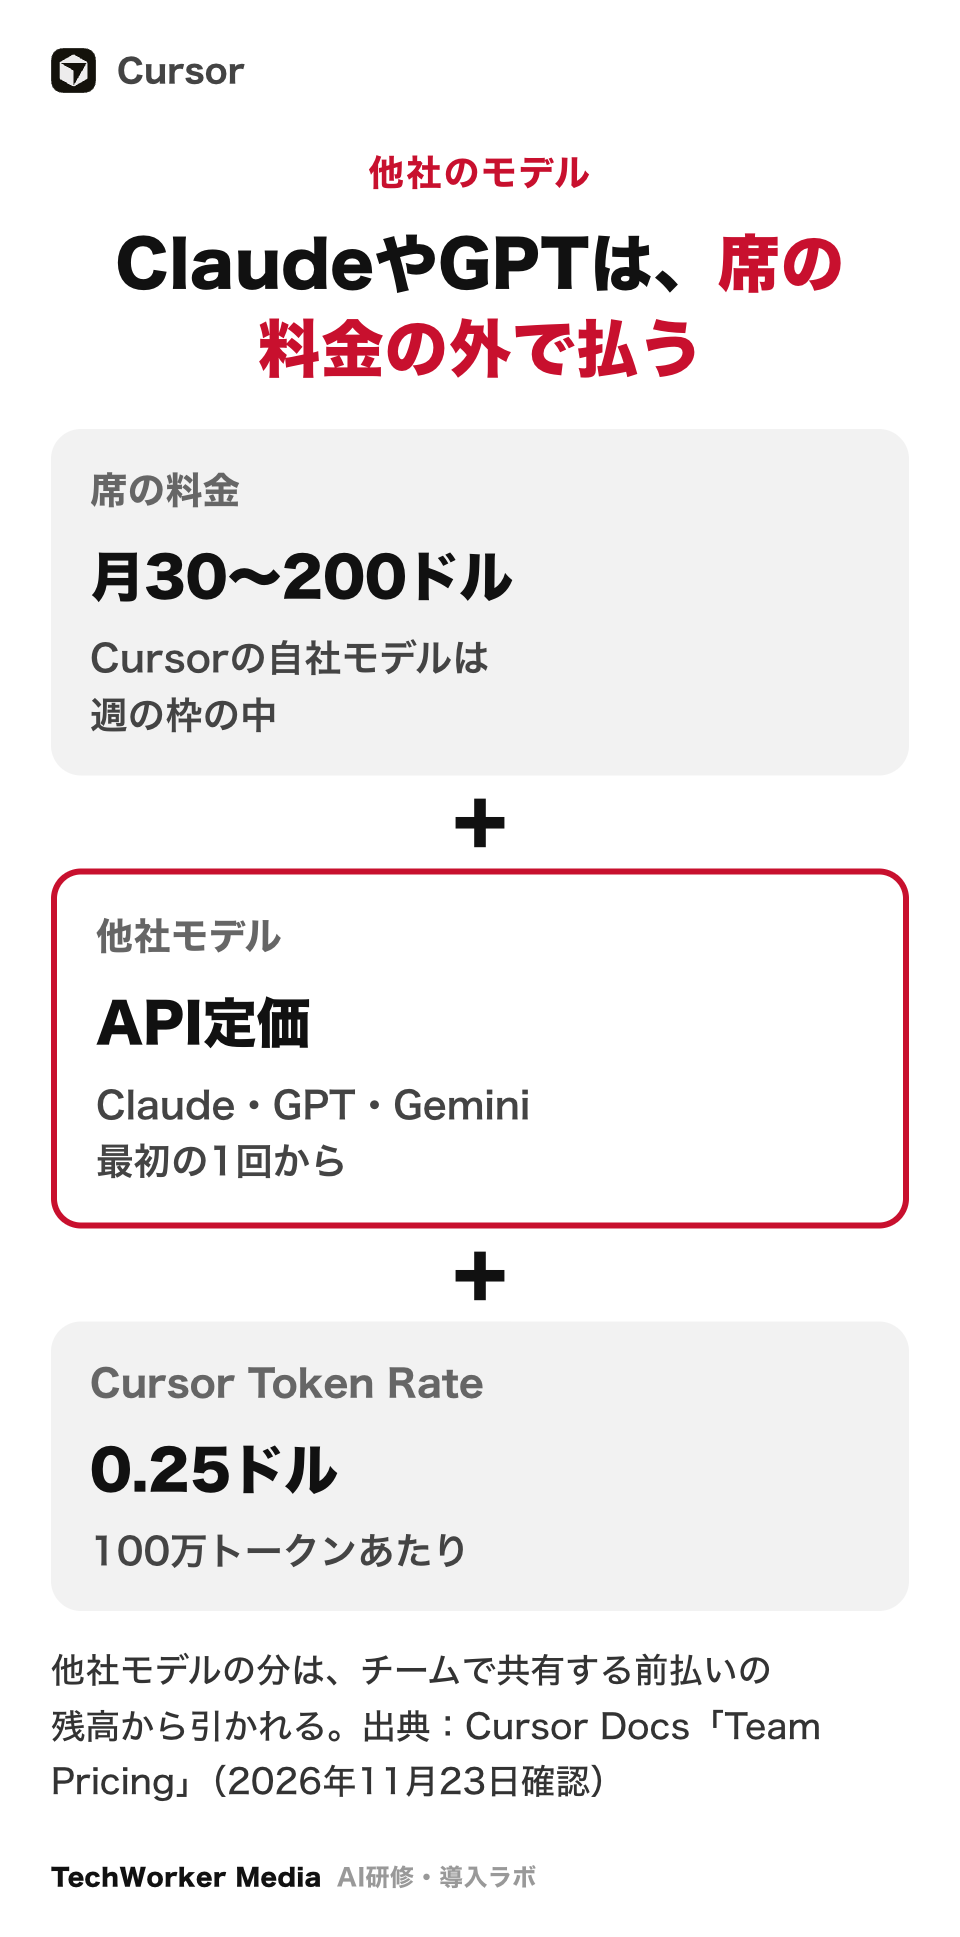 Cursor
他社のモデル
ClaudeやGPTは、席の
料金の外で払う
席の料金
月30〜200ドル
Cursorの自社モデルは
週の枠の中
+
他社モデル
API定価
Claude・GPT・Gemini
最初の1回から
+
Cursor Token Rate
0.25ドル
100万トークンあたり
他社モデルの分は、チームで共有する前払いの
残高から引かれる。出典：Cursor Docs「Team
Pricing」（2026年11月23日確認）
TechWorker Media AI研修・導入ラボ